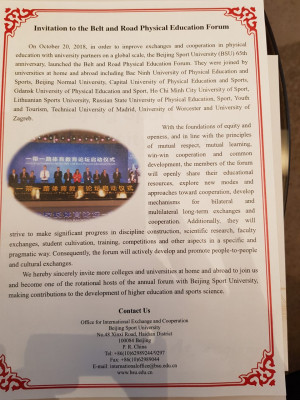 Invitation to the Belt and Road Physical Education Forum
On October 20, 2018, in order to improve exchanges and cooperation in physical
education with university partners on a global scale, the Beijing Sport University (BSU) 65th
anniversary, launched the Belt and Road Physical Education Forum. They were joined by
universities at home and abroad including Bac Ninh University of Physical Education and
Sports, Beijing Normal University, Capital University of Physical Education and Sports,
Gdansk University of Physical Education and Sport, Ho Chi Minh City University of Sport,
Lithuanian Sports University, Russian State University of Physical Education, Sport, Youth
and Tourism, Technical University of Madrid, University of Worcester and University of
Zagreb.
With the foundations of equity and
openness, and in line with the principles
of mutual respect, mutual learning,
win-win cooperation and common
development, the members of the forum
will openly share their educational
resources, explore new modes and
approaches toward cooperation, develop
mechanisms for bilateral and
multilateral long-term exchanges and
cooperation. Additionally, they will
strive to make significant progress in discipline construction, scientific research, faculty
exchanges, student cultivation, training, competitions and other aspects in a specific and
pragmatic way. Consequently, the forum will actively develop and promote people-to-people
and cultural exchanges.
We hereby sincerely invite more colleges and universities at home and abroad to join us
and become one of the rotational hosts of the annual forum with Beijing Sport University,
making contributions to the development of higher education and sports science.
Contact Us
Office for International Exchange and Cooperation
Beijing Sport University
Haidian District
100084 Beijing
P. R. China
www.bsu.edu.cn